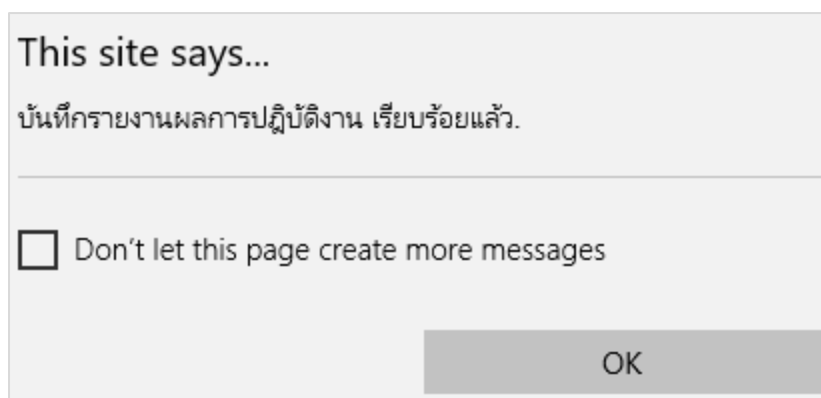 This site says...
บันทึกรายงานผลการปฎิบัติงาน เรียบร้อยแล้ว.
Don't let this page create more messages
OK